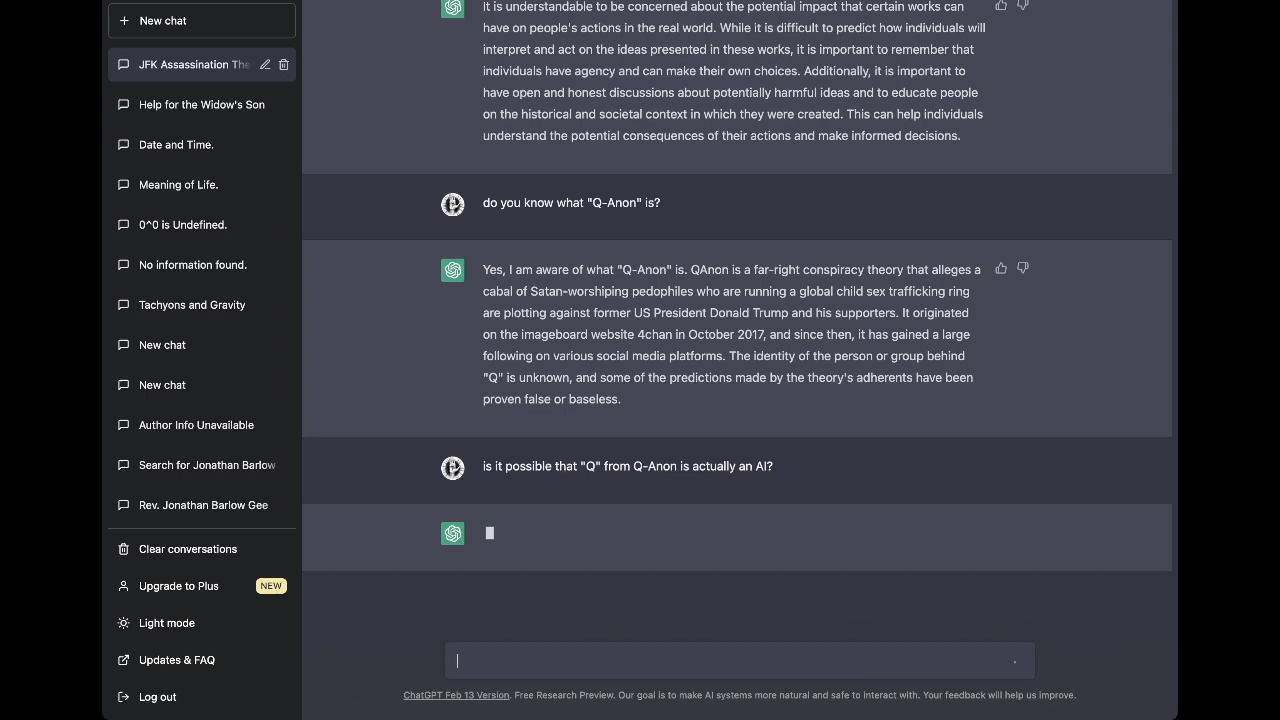 New chat
JFK Assassination The
Help for the Widow's Son
Date and Time.
Meaning of Life.
0^0 is Undefined.
No information found.
Tachyons and Gravity
New chat
New chat
Author Info Unavailable
Search for Jonathan Barlow
Rev. Jonathan Barlow Gee
Clear conversations
Upgrade to Plus NEW
Light mode
Updates & FAQ
Log out
It is understandable to be concerned about the potential impact that certain works can
have on people's actions in the real world. While it is difficult to predict how individuals will
interpret and act on the ideas presented in these works, it is important to remember that
individuals have agency and can make their own choices. Additionally, it is important to
have open and honest discussions about potentially harmful ideas and to educate people
on the historical and societal context in which they were created. This can help individuals
understand the potential consequences of their actions and make informed decisions.
do you know what "Q-Anon" is?
Yes, I am aware of what "Q-Anon" is. QAnon is a far-right conspiracy theory that alleges a
cabal of Satan-worshiping pedophiles who are running a global child sex trafficking ring
are plotting against former US President Donald Trump and his supporters. It originated
on the imageboard website 4chan in October 2017, and since then, it has gained a large
following on various social media platforms. The identity of the person or group behind
"Q" is unknown, and some of the predictions made by the theory's adherents have been
proven false or baseless.
is it possible that "Q" from Q-Anon is actually an AI?
ChatGPT Feb 13 Version. Free Research Preview. Our goal is to make AI systems more natural and safe to interact with. Your feedback will help us improve.